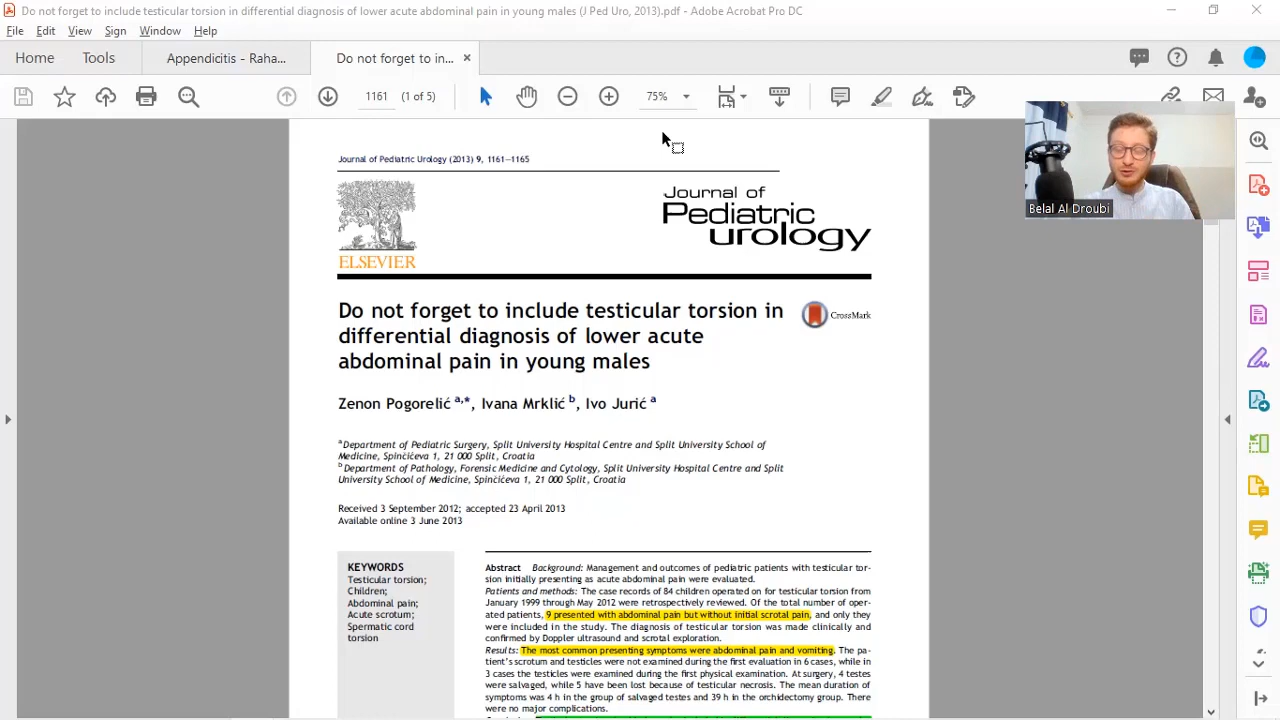 Do not forget to include testicular torsion in differential diagnosis of lower acute abdominal pain in young males (J Ped Uro, 2013).pdf - Adobe Acrobat Pro DC
File Edit View Sign Window Help
Home Tools Appendicitis - Raha... Do not forget to in... ×
1161 (1 of 5) 75%
Belal Al Droubi
Journal of Pediatric Urology (2013) 9, 1161–1165
ELSEVIER
Journal of
Pediatric
urology
Do not forget to include testicular torsion in
differential diagnosis of lower acute
abdominal pain in young males
CrossMark
Zenon Pogorelić a,*, Ivana Mrklić b, Ivo Jurić a
a Department of Pediatric Surgery, Split University Hospital Centre and Split University School of
Medicine, Spinčićeva 1, 21 000 Split, Croatia
b Department of Pathology, Forensic Medicine and Cytology, Split University Hospital Centre and Split
University School of Medicine, Spinčićeva 1, 21 000 Split, Croatia
Received 3 September 2012; accepted 23 April 2013
Available online 3 June 2013
KEYWORDS
Testicular torsion;
Children;
Abdominal pain;
Acute scrotum;
Spermatic cord
torsion
Abstract Background: Management and outcomes of pediatric patients with testicular tor-
sion initially presenting as acute abdominal pain were evaluated.
Patients and methods: The case records of 84 children operated on for testicular torsion from
January 1999 through May 2012 were retrospectively reviewed. Of the total number of oper-
ated patients, 9 presented with abdominal pain but without initial scrotal pain, and only they
were included in the study. The diagnosis of testicular torsion was made clinically and
confirmed by Doppler ultrasound and scrotal exploration.
Results: The most common presenting symptoms were abdominal pain and vomiting. The pa-
tient's scrotum and testicles were not examined during the first evaluation in 6 cases, while in
3 cases the testicles were examined during the first physical examination. At surgery, 4 testes
were salvaged, while 5 have been lost because of testicular necrosis. The mean duration of
symptoms was 4 h in the group of salvaged testes and 39 h in the orchidectomy group. There
were no major complications.